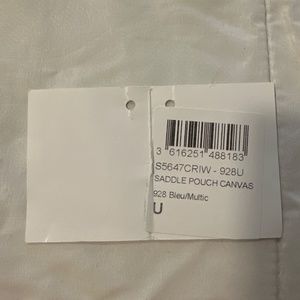 3 616251 488183
S5647CRIW - 928U
SADDLE POUCH CANVAS
928 Bleu/Multic
U